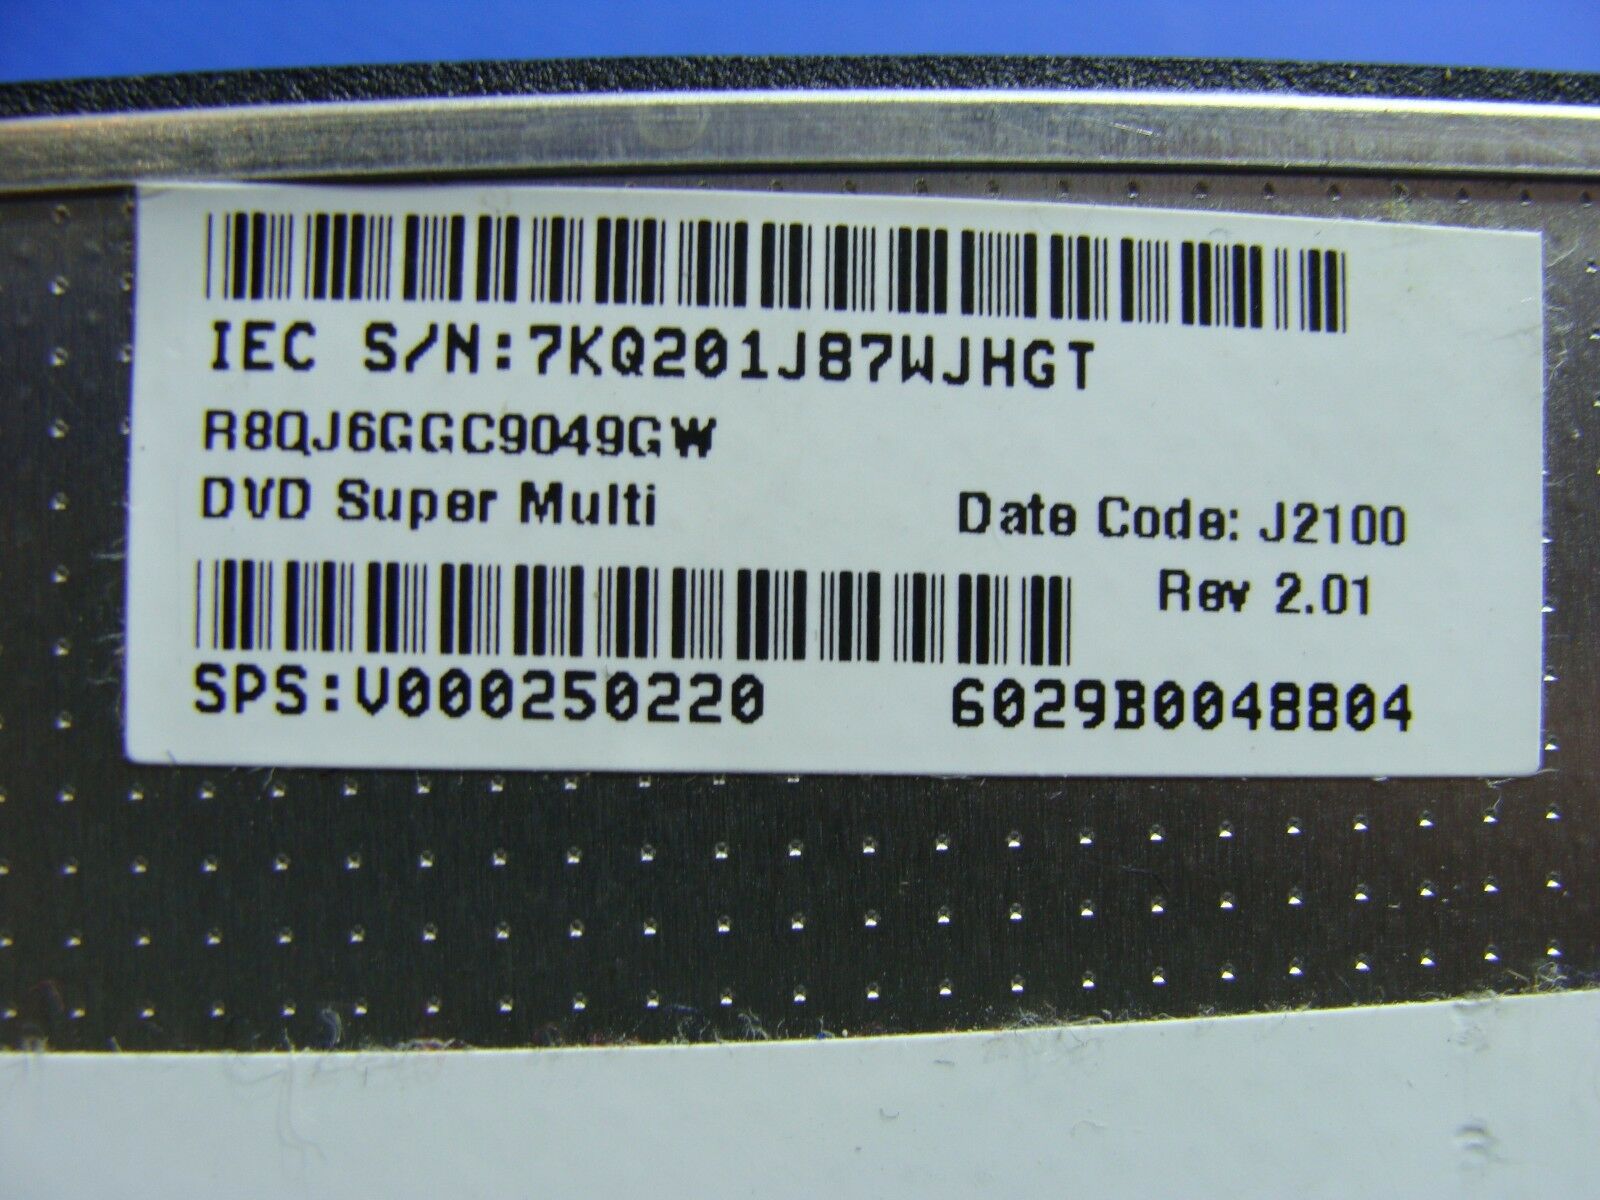 IEC S/N:7KQ201J87WJHGT
R8QJ6GGC9049GW
DVD Super Multi
Date Code: J2100
Rev 2.01
SPS:V000250220
6029B0048804